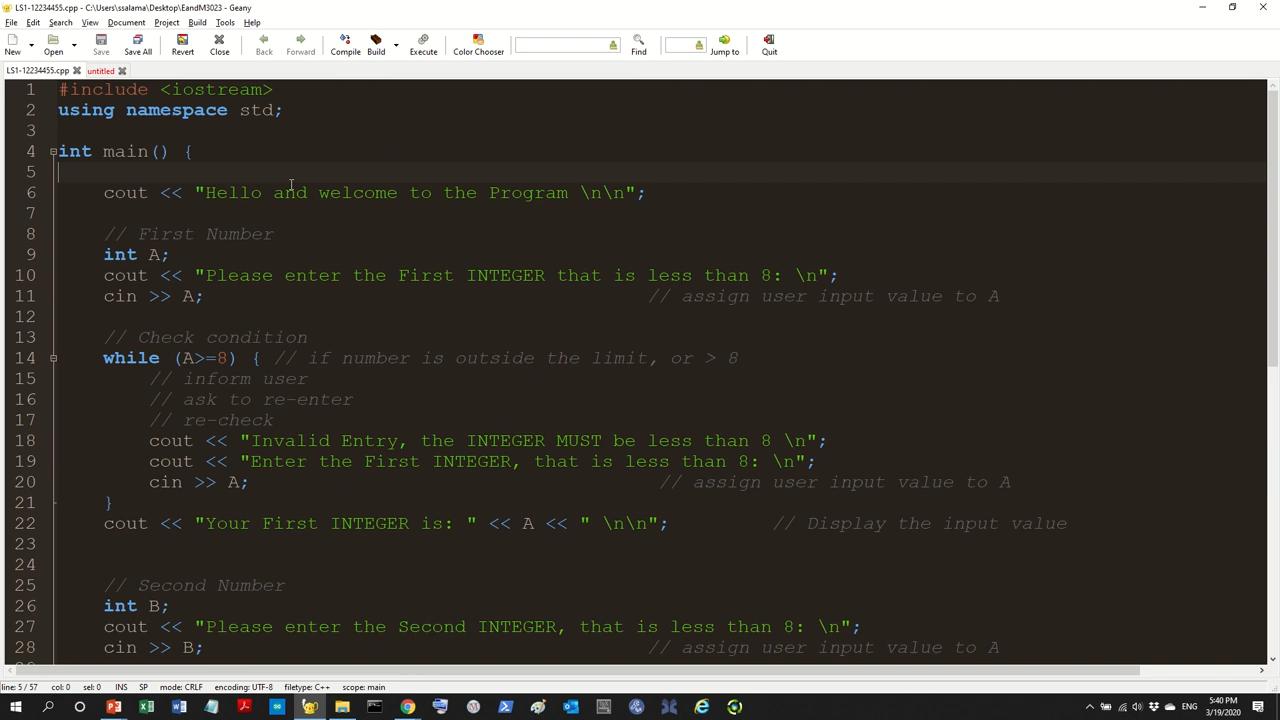 LS1-12234455.cpp - C:\Users\ssalama\Desktop\EandM3023 - Geany
File Edit Search View Document Project Build Tools Help
New Open Save Save All Revert Close Back Forward Compile Build Execute Color Chooser Find Jump to Quit
LS1-12234455.cpp untitled
1 #include <iostream>
2 using namespace std;
3
4 int main() {
5
6 cout << "Hello and welcome to the Program \n\n";
7
8 // First Number
9 int A;
10 cout << "Please enter the First INTEGER that is less than 8: \n";
11 cin >> A; // assign user input value to A
12
13 // Check condition
14 while (A>=8) { // if number is outside the limit, or > 8
15 // inform user
16 // ask to re-enter
17 // re-check
18 cout << "Invalid Entry, the INTEGER MUST be less than 8 \n";
19 cout << "Enter the First INTEGER, that is less than 8: \n";
20 cin >> A; // assign user input value to A
21 }
22 cout << "Your First INTEGER is: " << A << " \n\n"; // Display the input value
23
24
25 // Second Number
26 int B;
27 cout << "Please enter the Second INTEGER, that is less than 8: \n";
28 cin >> B; // assign user input value to A
line: 5 / 57 col: 0 sel: 0 INS SP mode: CRLF encoding: UTF-8 filetype: C++ scope: main
5:40 PM
3/19/2020